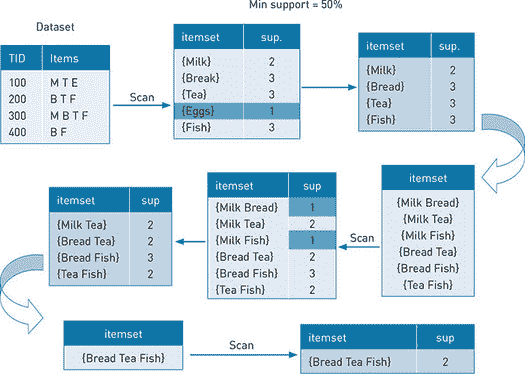 Min support = 50%
Dataset
TID Items
100 M T E
200 B T F
300 M B T F
400 B F
Scan
itemset sup.
{Milk} 2
{Break} 3
{Tea} 3
{Eggs} 1
{Fish} 3
itemset sup.
{Milk} 2
{Bread} 3
{Tea} 3
{Fish} 3
itemset
{Milk Bread}
{Milk Tea}
{Milk Fish}
{Bread Tea}
{Bread Fish}
{Tea Fish}
Scan
itemset sup
{Milk Bread} 1
{Milk Tea} 2
{Milk Fish} 1
{Bread Tea} 2
{Bread Fish} 3
{Tea Fish} 2
itemset sup
{Milk Tea} 2
{Bread Tea} 2
{Bread Fish} 3
{Tea Fish} 2
itemset
{Bread Tea Fish}
Scan
itemset sup
{Bread Tea Fish} 2